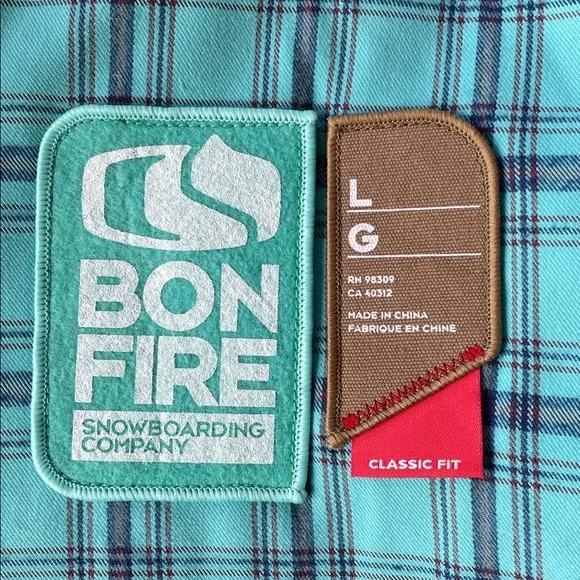 BON
FIRE
SNOWBOARDING
COMPANY
L
G
RN 98309
CA 40312
MADE IN CHINA
FABRIQUE EN CHINE
CLASSIC FIT